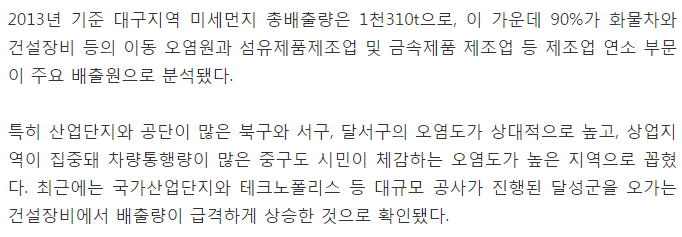 2013년 기준 대구지역 미세먼지 총배출량은 1천310t으로, 이 가운데 90%가 화물차와
건설장비 등의 이동 오염원과 섬유제품제조업 및 금속제품 제조업 등 제조업 연소 부문
이 주요 배출원으로 분석됐다.
특히 산업단지와 공단이 많은 북구와 서구, 달서구의 오염도가 상대적으로 높고, 상업지
역이 집중돼 차량통행량이 많은 중구도 시민이 체감하는 오염도가 높은 지역으로 꼽혔
다. 최근에는 국가산업단지와 테크노폴리스 등 대규모 공사가 진행된 달성군을 오가는
건설장비에서 배출량이 급격하게 상승한 것으로 확인됐다.